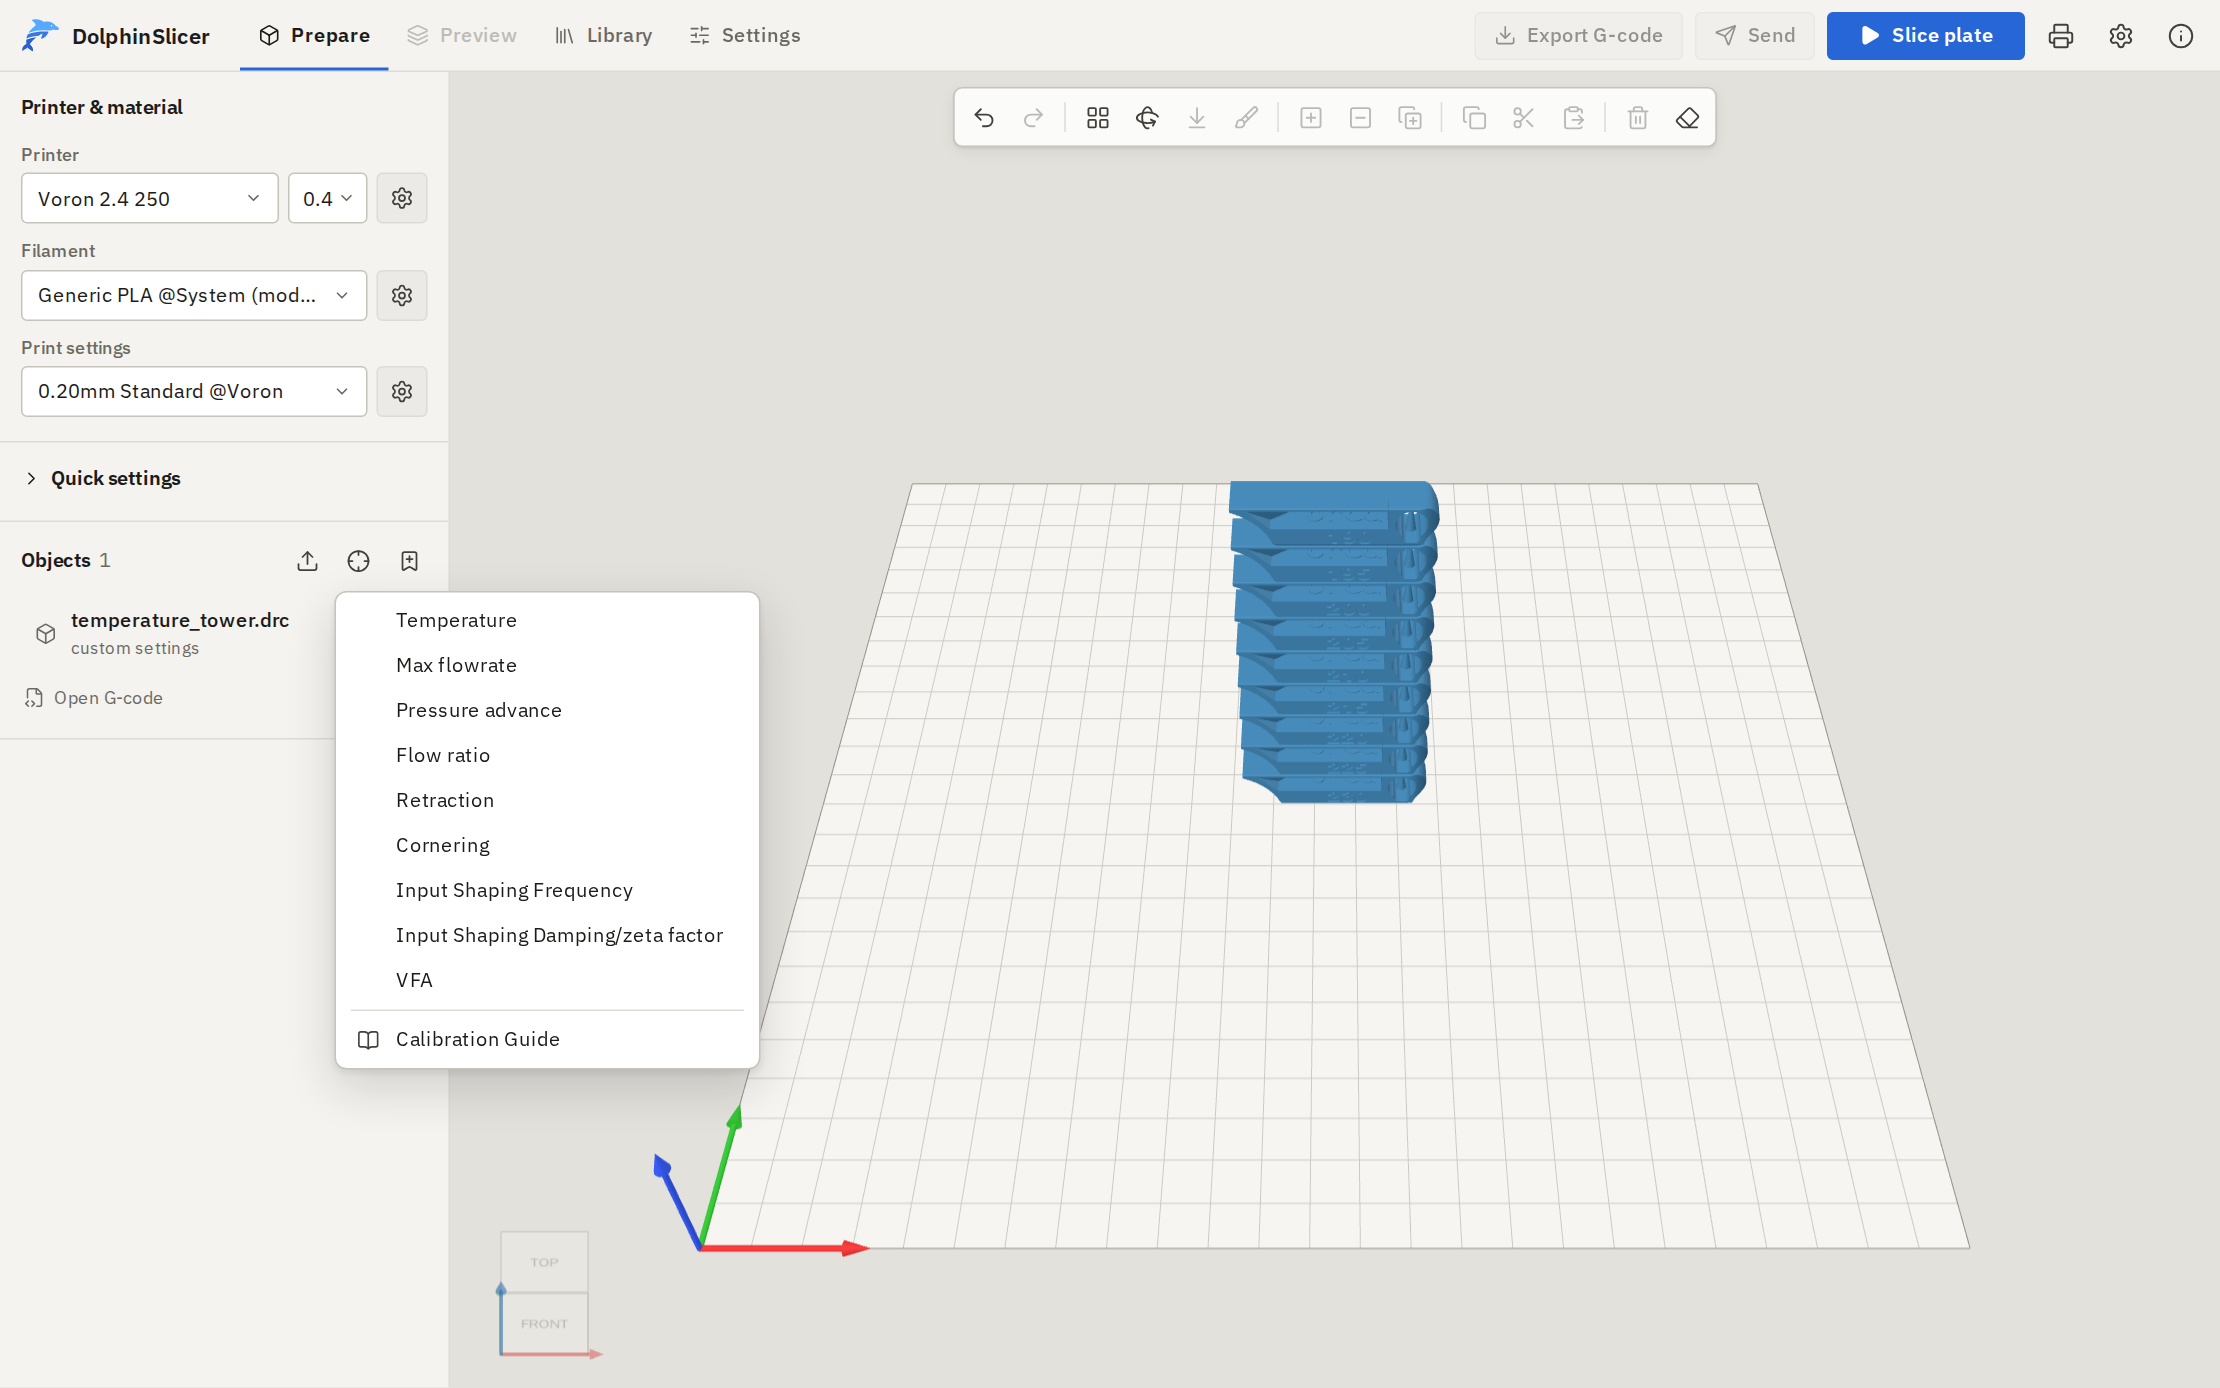 DolphinSlicer
Prepare
Preview
Library
Settings
Export G-code
Send
Slice plate
Printer & material
Printer
Voron 2.4 250
0.4
Filament
Generic PLA @System (mod...
Print settings
0.20mm Standard @Voron
Quick settings
Objects 1
temperature_tower.drc
custom settings
Open G-code
Temperature
Max flowrate
Pressure advance
Flow ratio
Retraction
Cornering
Input Shaping Frequency
Input Shaping Damping/zeta factor
VFA
Calibration Guide
TOP
FRONT